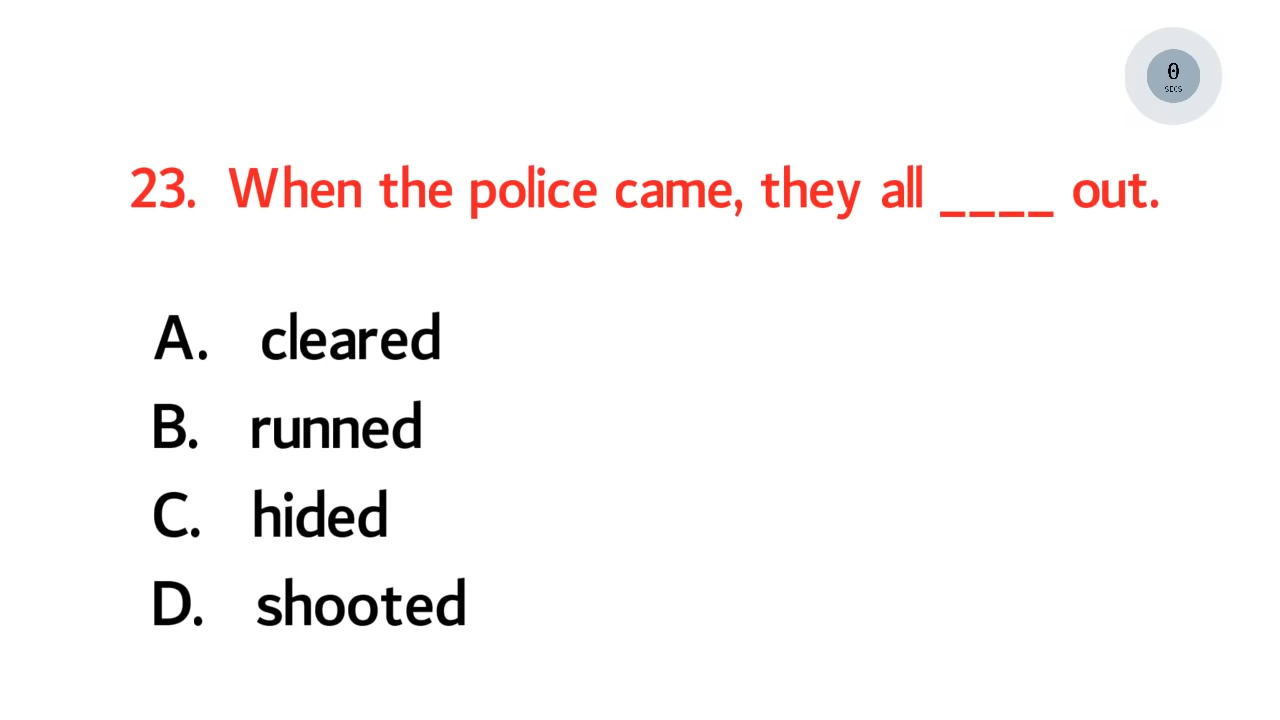 0
SECS
23. When the police came, they all ____ out.
A. cleared
B. runned
C. hided
D. shooted